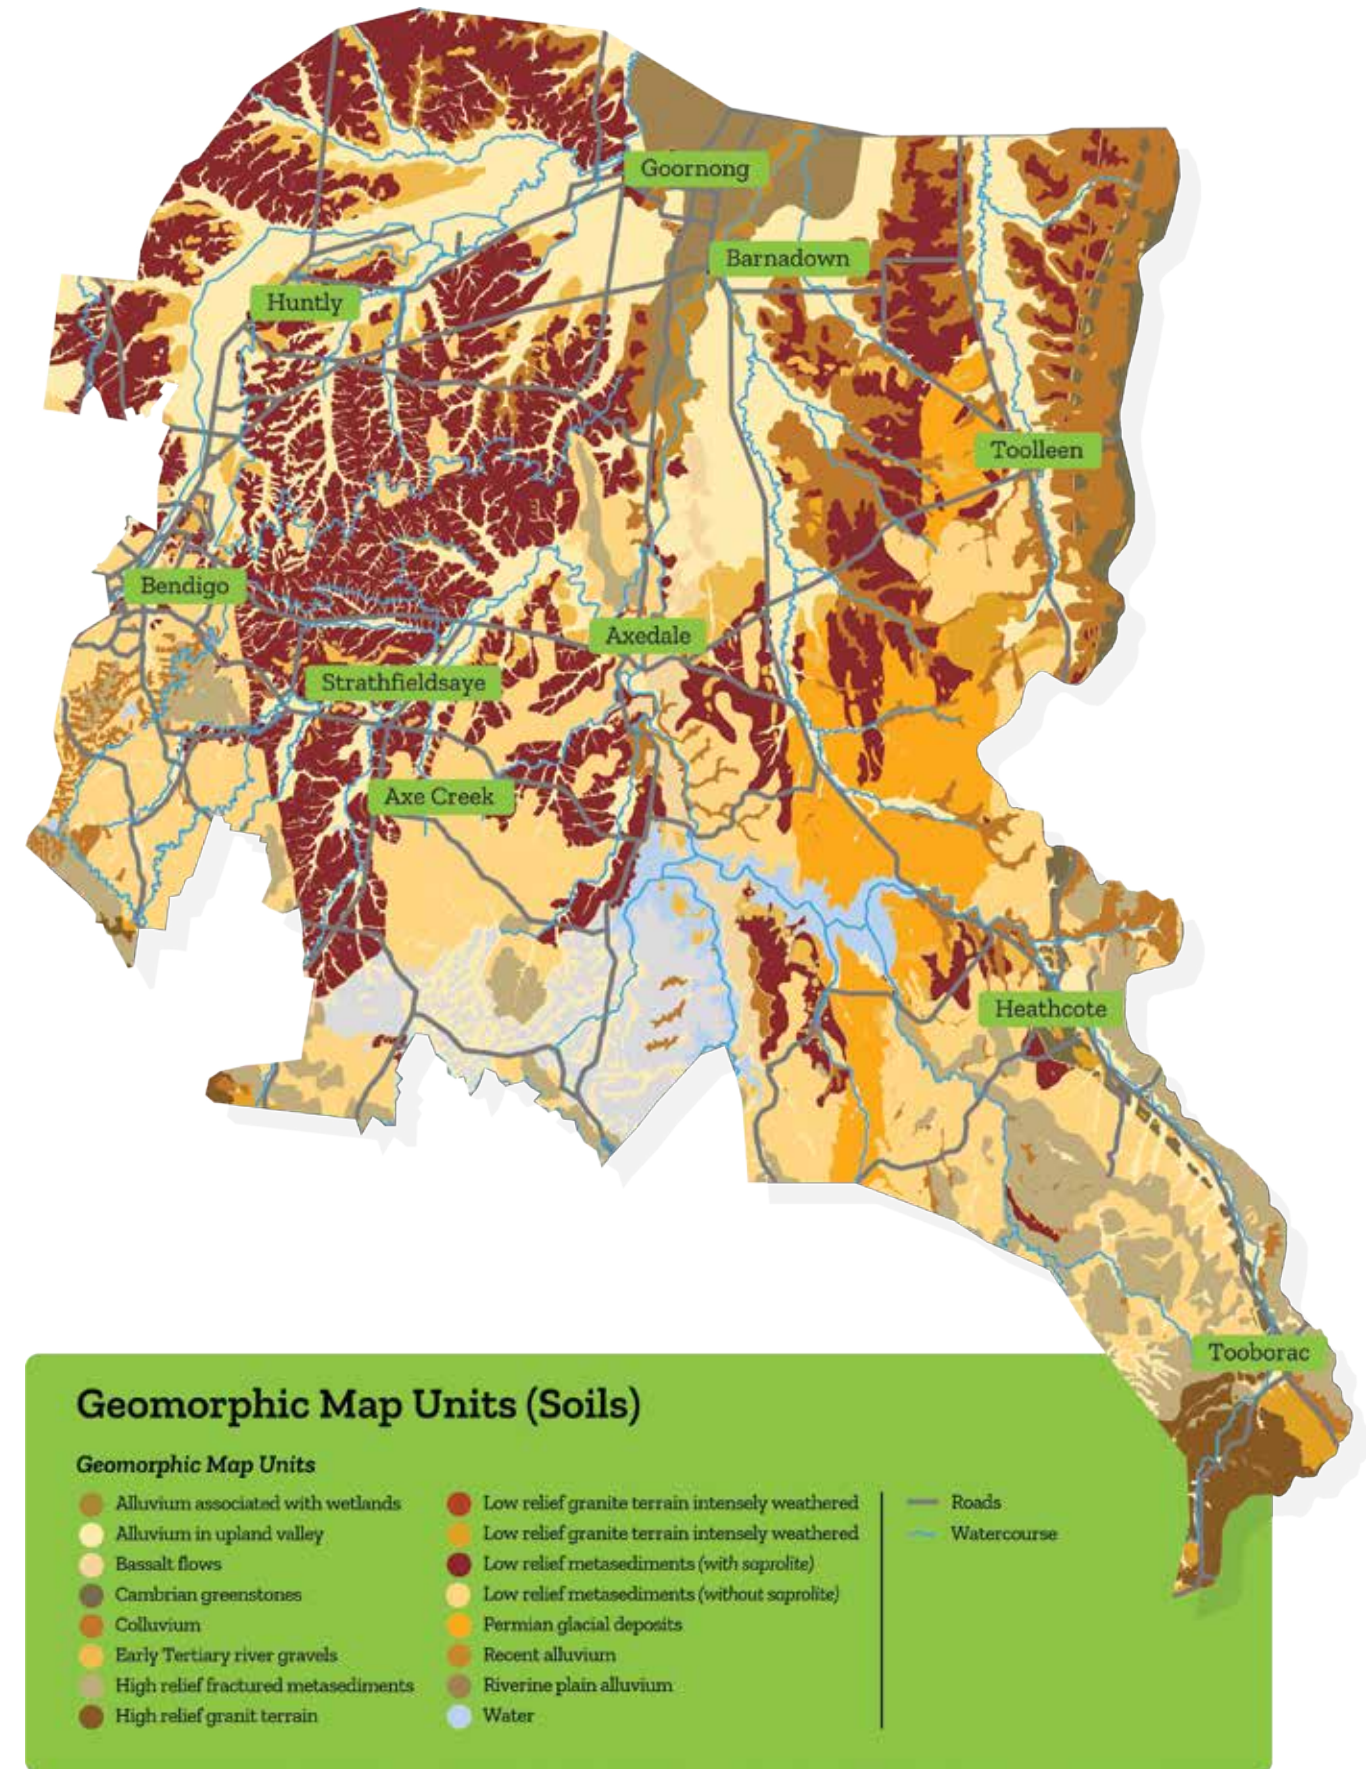 Goornong
Barnadown
Huntly
Toolleen
Bendigo
Axedale
Strathfieldsaye
Axe Creek
Heathcote
Tooborac
Geomorphic Map Units (Soils)
Geomorphic Map Units
Alluvium associated with wetlands
Alluvium in upland valley
Bassalt flows
Cambrian greenstones
Colluvium
Early Tertiary river gravels
High relief fractured metasediments
High relief granit terrain
Low relief granite terrain intensely weathered
Low relief granite terrain intensely weathered
Low relief metasediments (with saprolite)
Low relief metasediments (without saprolite)
Permian glacial deposits
Recent alluvium
Riverine plain alluvium
Water
Roads
Watercourse